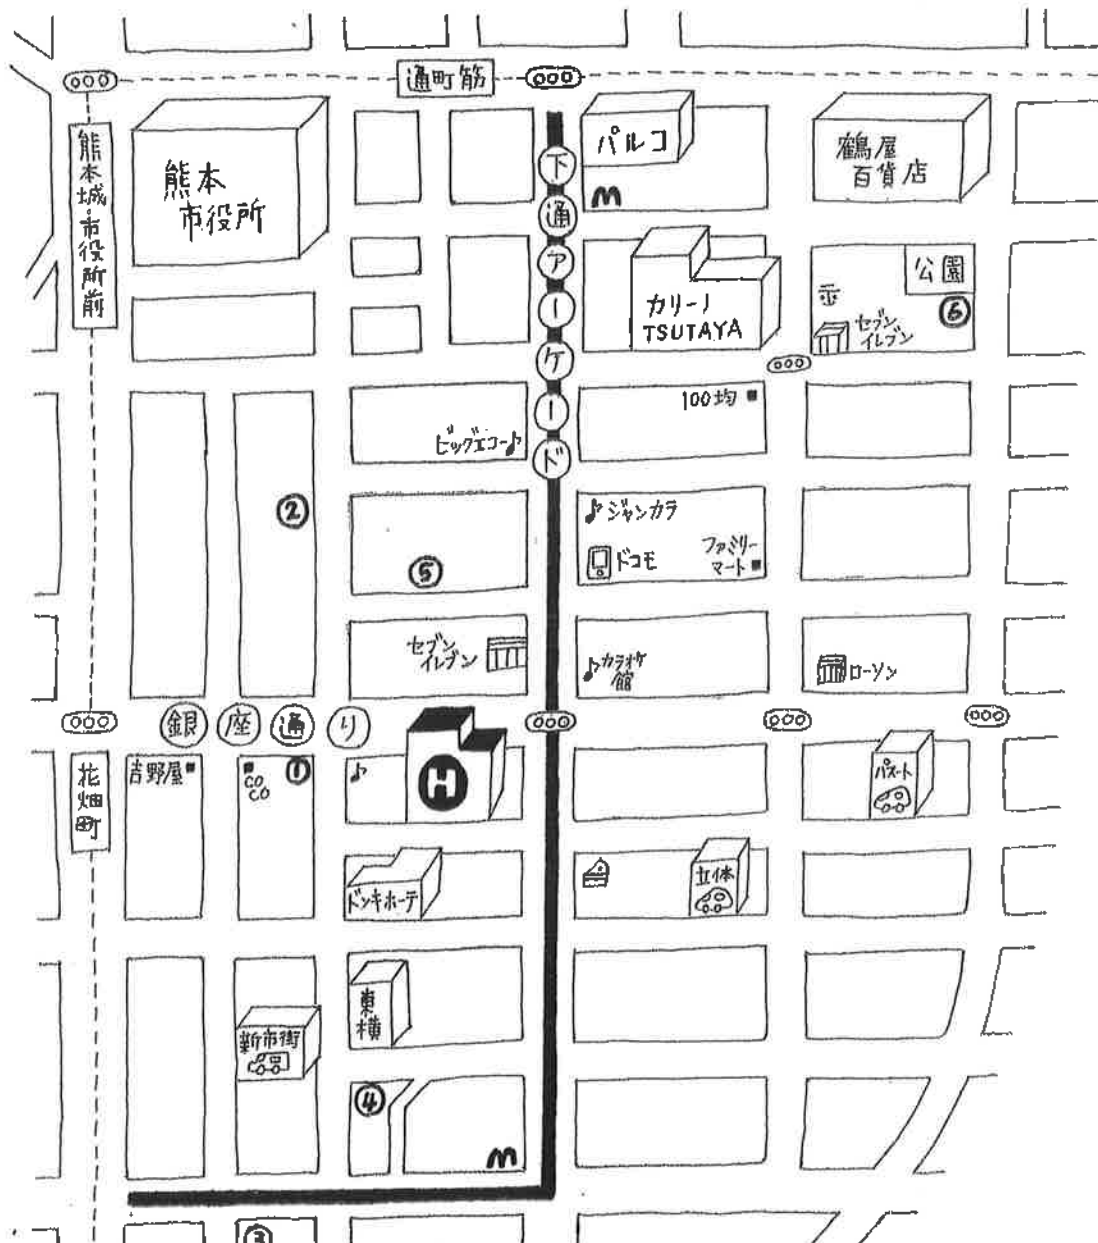 通町筋
熊本城・市役所前
熊本
市役所
パルコ
鶴屋
百貨店
M
下通アーケード
カリーノ
TSUTAYA
公園
⑥
セブン
イレブン
100均
ビッグエコー
②
ジャンカラ
ドコモ
ファミリー
マート
⑤
セブン
イレブン
カラオケ
館
ローソン
銀座通り
花畑町
吉野屋
CO
CO
①
H
パスート
ドンキホーテ
立体
東横
新市街
④
M
③